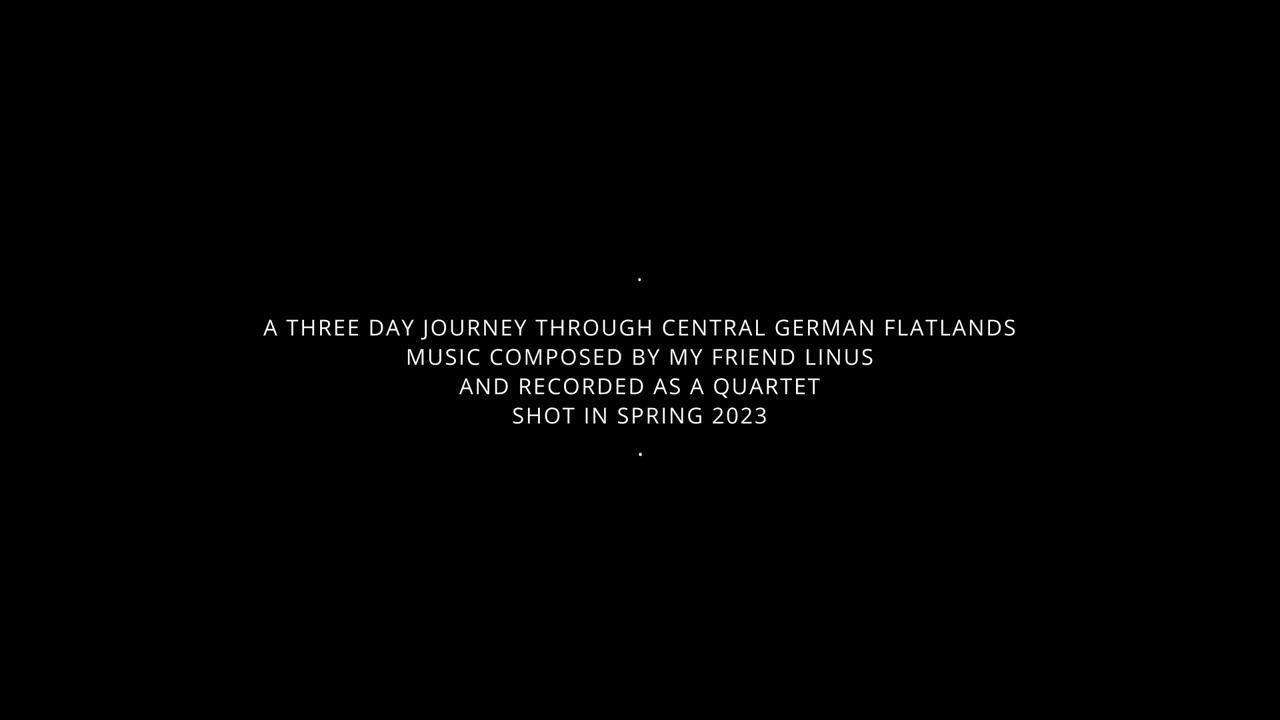 .
A THREE DAY JOURNEY THROUGH CENTRAL GERMAN FLATLANDS
MUSIC COMPOSED BY MY FRIEND LINUS
AND RECORDED AS A QUARTET
SHOT IN SPRING 2023
.